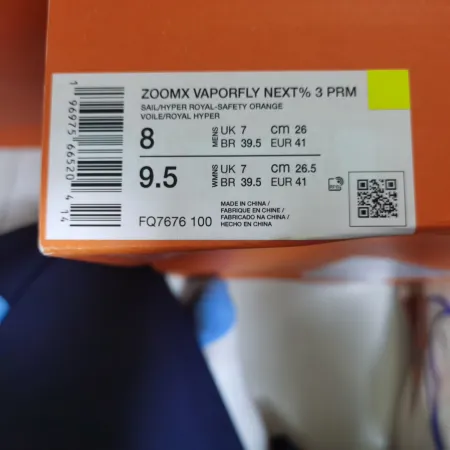 ZOOMX VAPORFLY NEXT% 3 PRM
SAIL/HYPER ROYAL-SAFETY ORANGE
VOILE/ROYAL HYPER
8 MENS UK 7 cm 26
BR 39.5 EUR 41
9.5 WMNS UK 7 cm 26.5
BR 39.5 EUR 41
FQ7676 100
MADE IN CHINA /
FABRIQUE EN CHINE /
FABRICADO NA CHINA /
HECHO EN CHINA
1 96975 66520 4 14